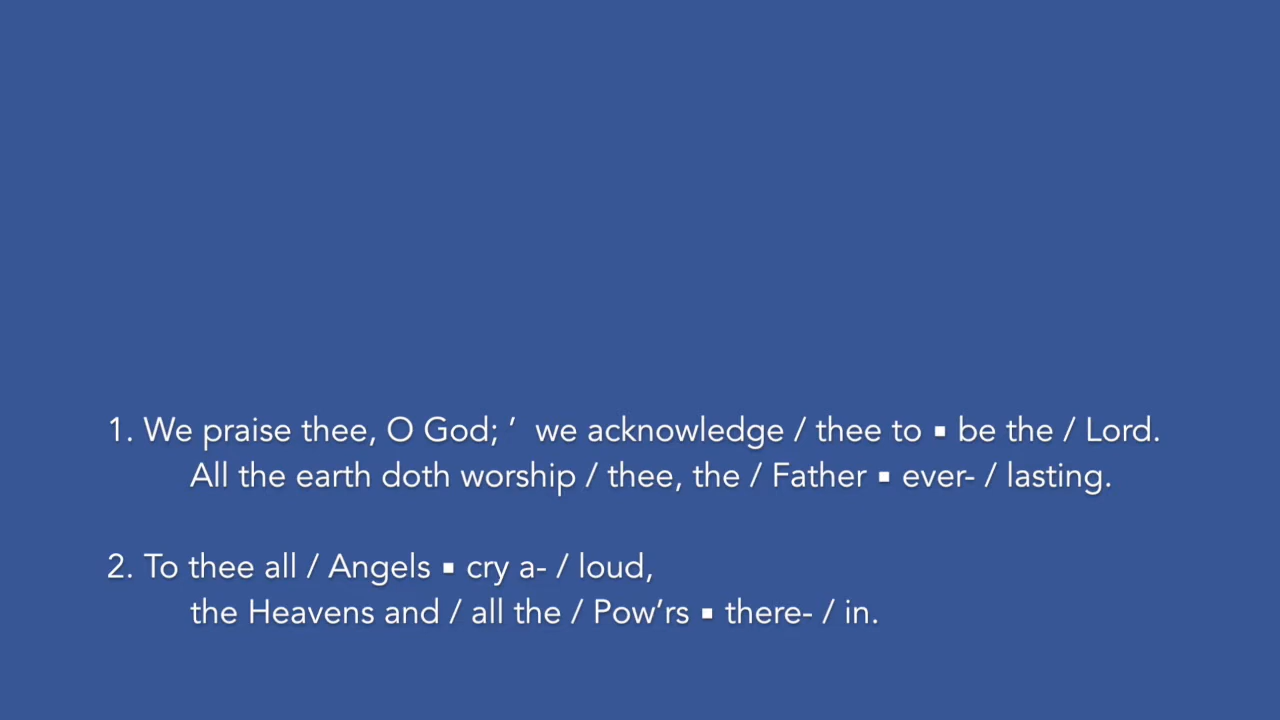 1. We praise thee, O God; ’ we acknowledge / thee to ▪ be the / Lord.
All the earth doth worship / thee, the / Father ▪ ever- / lasting.
2. To thee all / Angels ▪ cry a- / loud,
the Heavens and / all the / Pow’rs ▪ there- / in.